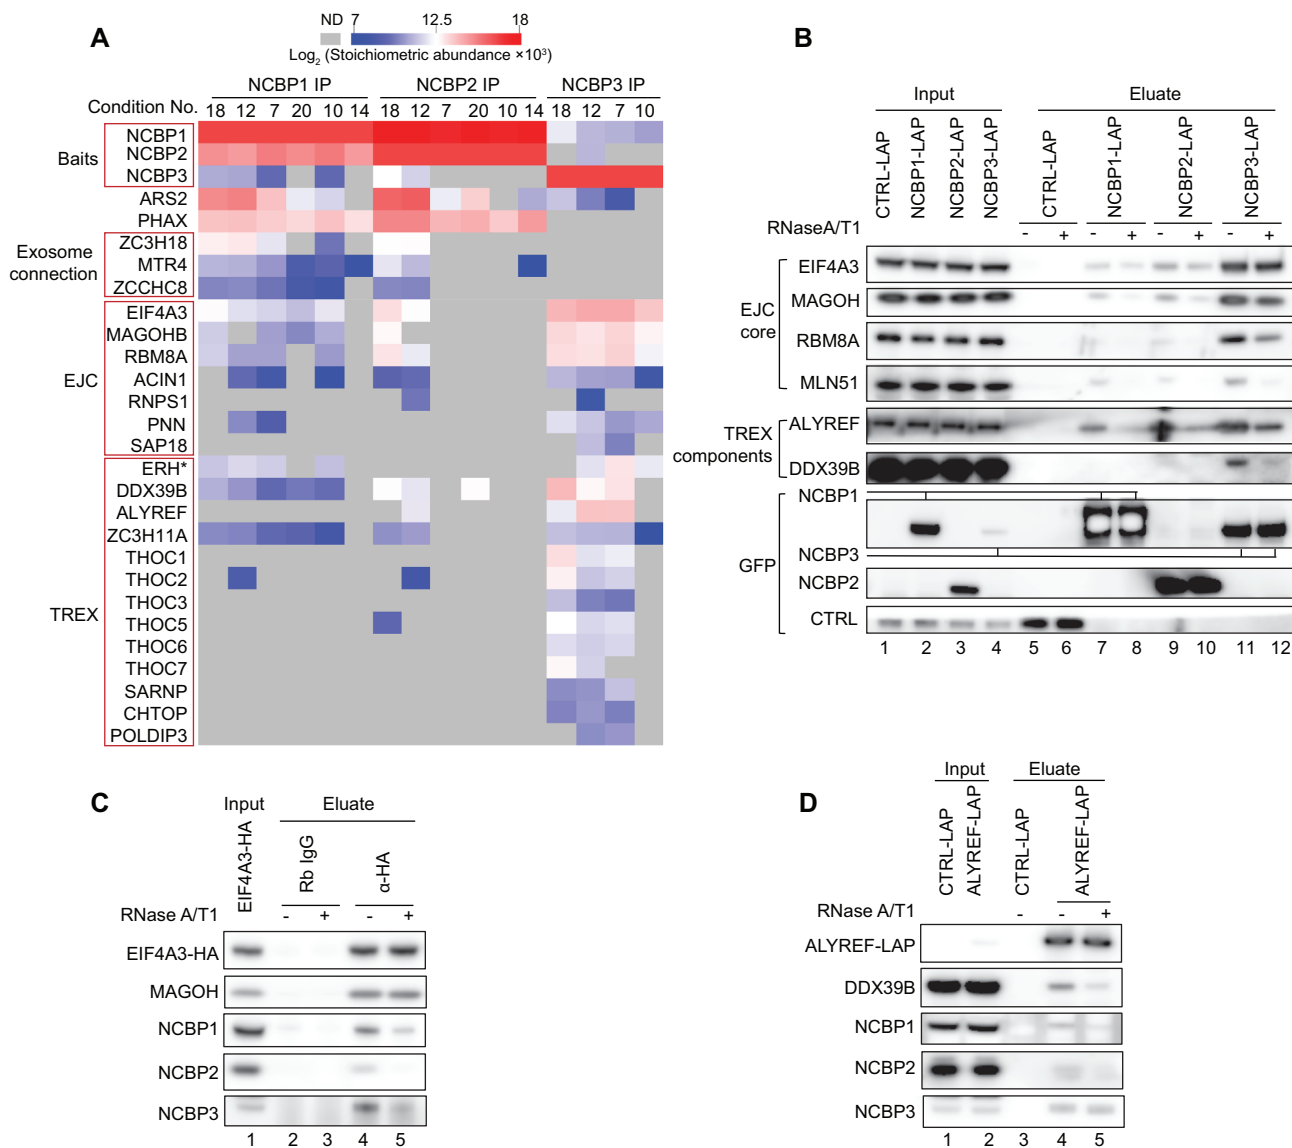 A
ND 7 12.5 18
Log2 (Stoichiometric abundance ×10³)
NCBP1 IP NCBP2 IP NCBP3 IP
Condition No. 18 12 7 20 10 14 18 12 7 20 10 14 18 12 7 10
Baits
NCBP1
NCBP2
NCBP3
ARS2
PHAX
Exosome connection
ZC3H18
MTR4
ZCCHC8
EJC
EIF4A3
MAGOHB
RBM8A
ACIN1
RNPS1
PNN
SAP18
TREX
ERH*
DDX39B
ALYREF
ZC3H11A
THOC1
THOC2
THOC3
THOC5
THOC6
THOC7
SARNP
CHTOP
POLDIP3
B
Input Eluate
CTRL-LAP NCBP1-LAP NCBP2-LAP NCBP3-LAP CTRL-LAP NCBP1-LAP NCBP2-LAP NCBP3-LAP
RNaseA/T1 - + - + - + - +
EJC core
EIF4A3
MAGOH
RBM8A
MLN51
TREX components
ALYREF
DDX39B
GFP
NCBP1
NCBP3
NCBP2
CTRL
1 2 3 4 5 6 7 8 9 10 11 12
C
Input Eluate
EIF4A3-HA Rb IgG α-HA
RNase A/T1 - + - +
EIF4A3-HA
MAGOH
NCBP1
NCBP2
NCBP3
1 2 3 4 5
D
Input Eluate
CTRL-LAP ALYREF-LAP CTRL-LAP ALYREF-LAP
RNase A/T1 - - +
ALYREF-LAP
DDX39B
NCBP1
NCBP2
NCBP3
1 2 3 4 5